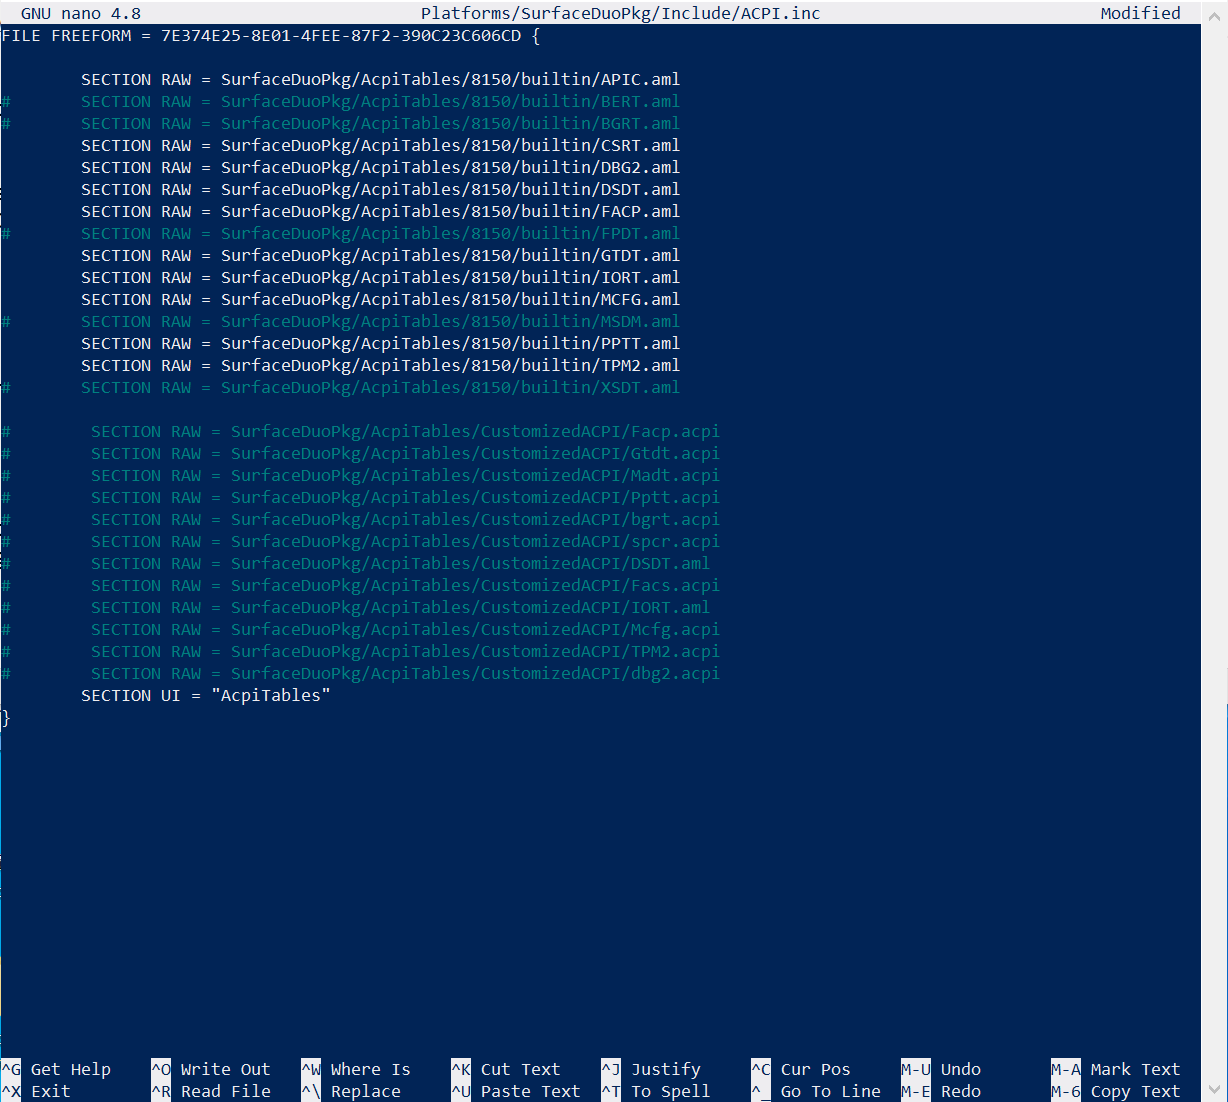 GNU nano 4.8 Platforms/SurfaceDuoPkg/Include/ACPI.inc Modified
FILE FREEFORM = 7E374E25-8E01-4FEE-87F2-390C23C606CD {
SECTION RAW = SurfaceDuoPkg/AcpiTables/8150/builtin/APIC.aml
# SECTION RAW = SurfaceDuoPkg/AcpiTables/8150/builtin/BERT.aml
# SECTION RAW = SurfaceDuoPkg/AcpiTables/8150/builtin/BGRT.aml
SECTION RAW = SurfaceDuoPkg/AcpiTables/8150/builtin/CSRT.aml
SECTION RAW = SurfaceDuoPkg/AcpiTables/8150/builtin/DBG2.aml
SECTION RAW = SurfaceDuoPkg/AcpiTables/8150/builtin/DSDT.aml
SECTION RAW = SurfaceDuoPkg/AcpiTables/8150/builtin/FACP.aml
# SECTION RAW = SurfaceDuoPkg/AcpiTables/8150/builtin/FPDT.aml
SECTION RAW = SurfaceDuoPkg/AcpiTables/8150/builtin/GTDT.aml
SECTION RAW = SurfaceDuoPkg/AcpiTables/8150/builtin/IORT.aml
SECTION RAW = SurfaceDuoPkg/AcpiTables/8150/builtin/MCFG.aml
# SECTION RAW = SurfaceDuoPkg/AcpiTables/8150/builtin/MSDM.aml
SECTION RAW = SurfaceDuoPkg/AcpiTables/8150/builtin/PPTT.aml
SECTION RAW = SurfaceDuoPkg/AcpiTables/8150/builtin/TPM2.aml
# SECTION RAW = SurfaceDuoPkg/AcpiTables/8150/builtin/XSDT.aml
# SECTION RAW = SurfaceDuoPkg/AcpiTables/CustomizedACPI/Facp.acpi
# SECTION RAW = SurfaceDuoPkg/AcpiTables/CustomizedACPI/Gtdt.acpi
# SECTION RAW = SurfaceDuoPkg/AcpiTables/CustomizedACPI/Madt.acpi
# SECTION RAW = SurfaceDuoPkg/AcpiTables/CustomizedACPI/Pptt.acpi
# SECTION RAW = SurfaceDuoPkg/AcpiTables/CustomizedACPI/bgrt.acpi
# SECTION RAW = SurfaceDuoPkg/AcpiTables/CustomizedACPI/spcr.acpi
# SECTION RAW = SurfaceDuoPkg/AcpiTables/CustomizedACPI/DSDT.aml
# SECTION RAW = SurfaceDuoPkg/AcpiTables/CustomizedACPI/Facs.acpi
# SECTION RAW = SurfaceDuoPkg/AcpiTables/CustomizedACPI/IORT.aml
# SECTION RAW = SurfaceDuoPkg/AcpiTables/CustomizedACPI/Mcfg.acpi
# SECTION RAW = SurfaceDuoPkg/AcpiTables/CustomizedACPI/TPM2.acpi
# SECTION RAW = SurfaceDuoPkg/AcpiTables/CustomizedACPI/dbg2.acpi
SECTION UI = "AcpiTables"
}
^G Get Help ^O Write Out ^W Where Is ^K Cut Text ^J Justify ^C Cur Pos M-U Undo M-A Mark Text
^X Exit ^R Read File ^\ Replace ^U Paste Text ^T To Spell ^_ Go To Line M-E Redo M-6 Copy Text